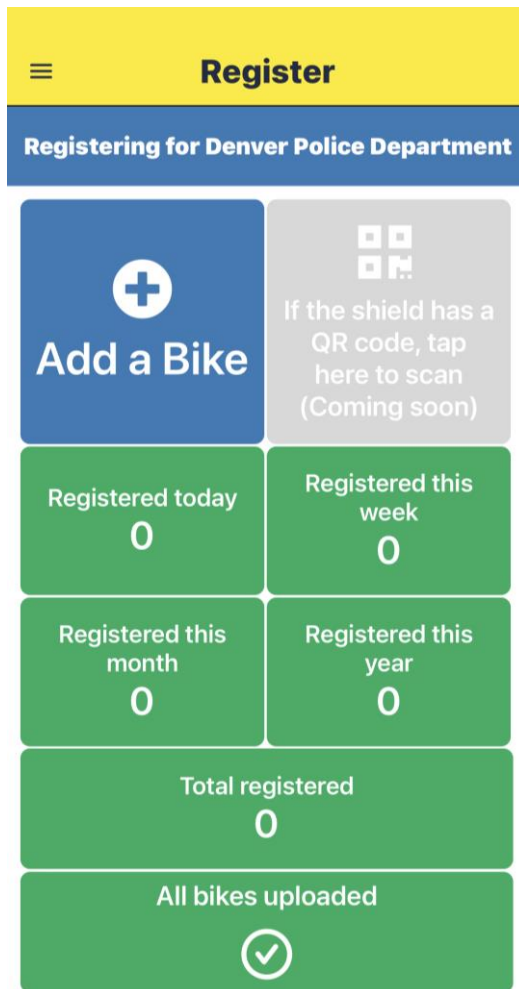 Register
Registering for Denver Police Department
Add a Bike
If the shield has a
QR code, tap
here to scan
(Coming soon)
Registered today
0
Registered this
week
0
Registered this
month
0
Registered this
year
0
Total registered
0
All bikes uploaded